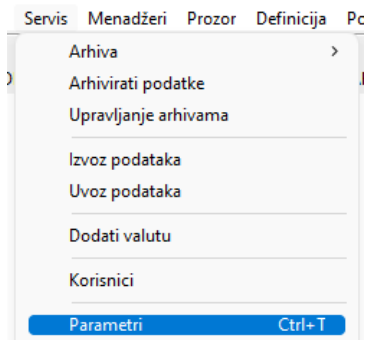 Servis Menadžeri Prozor Definicija
Arhiva
Arhivirati podatke
Upravljanje arhivama
Izvoz podataka
Uvoz podataka
Dodati valutu
Korisnici
Parametri Ctrl+T